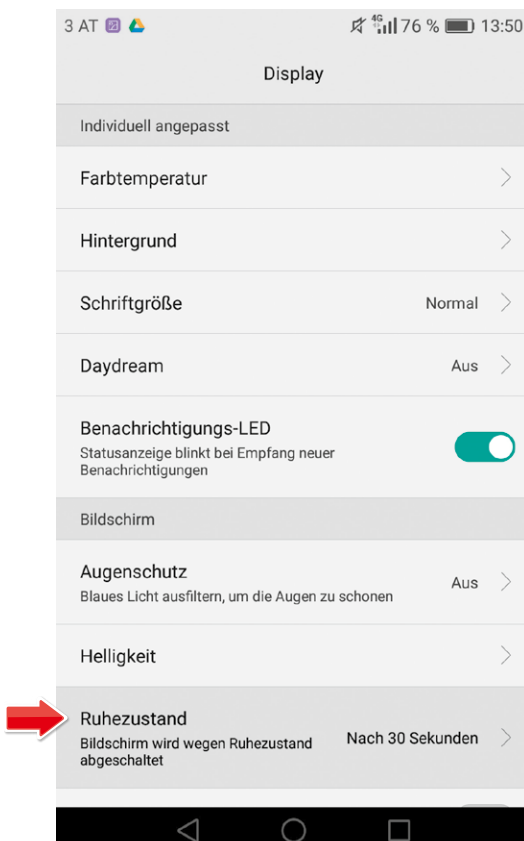 3 AT 4G 76 % 13:50
Display
Individuell angepasst
Farbtemperatur
Hintergrund
Schriftgröße Normal
Daydream Aus
Benachrichtigungs-LED
Statusanzeige blinkt bei Empfang neuer
Benachrichtigungen
Bildschirm
Augenschutz
Blaues Licht ausfiltern, um die Augen zu schonen Aus
Helligkeit
Ruhezustand
Bildschirm wird wegen Ruhezustand Nach 30 Sekunden
abgeschaltet